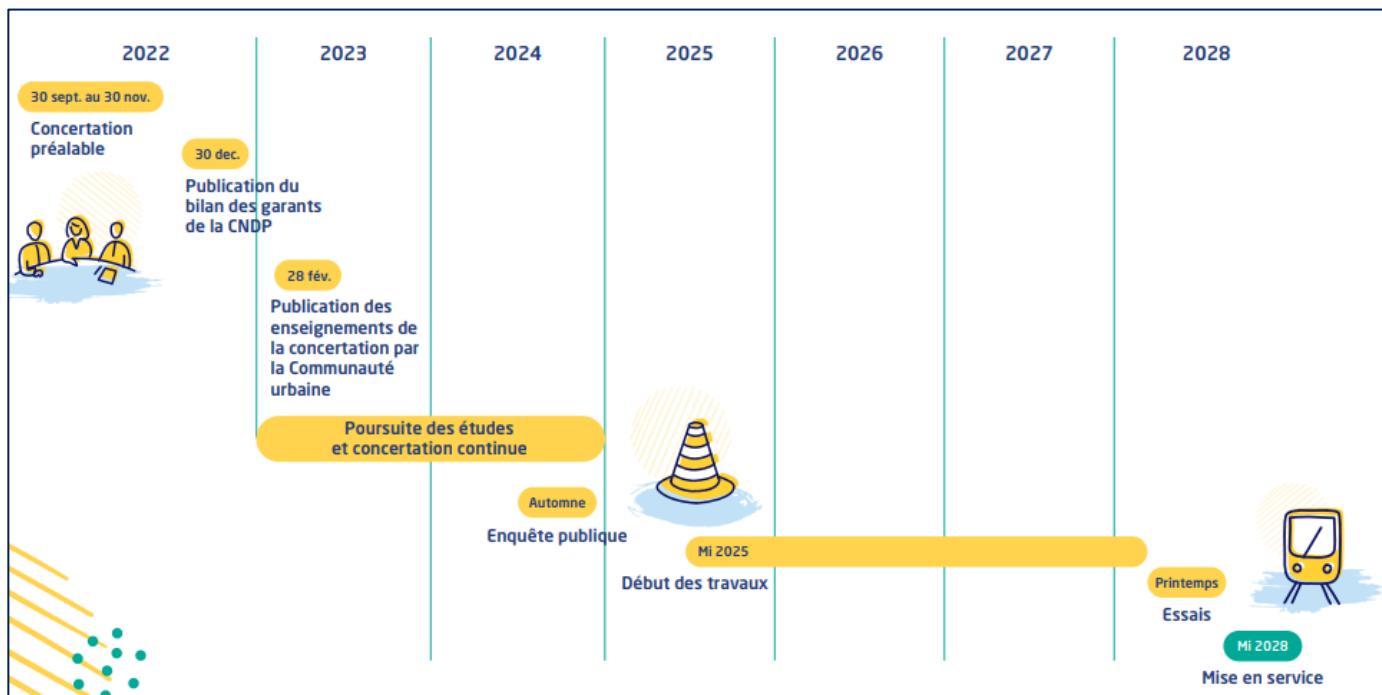 2022
2023
2024
2025
2026
2027
2028
30 sept. au 30 nov.
Concertation
préalable
30 dec.
Publication du
bilan des garants
de la CNDP
28 fév.
Publication des
enseignements de
la concertation par
la Communauté
urbaine
Poursuite des études
et concertation continue
Automne
Enquête publique
Mi 2025
Début des travaux
Printemps
Essais
Mi 2028
Mise en service